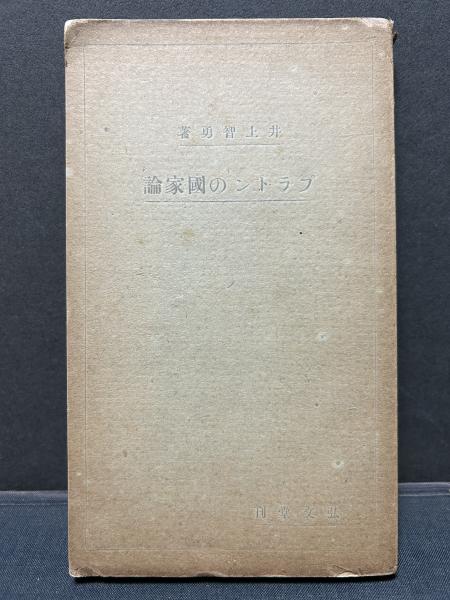 井上智勇著
プラトンの國家論
弘文堂刊